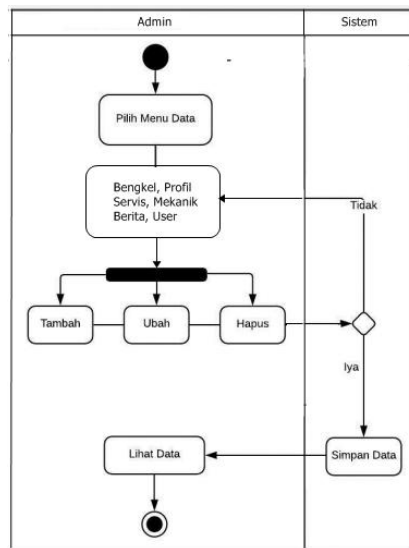 Admin
Sistem
Pilih Menu Data
Bengkel, Profil
Servis, Mekanik
Berita, User
Tidak
Tambah
Ubah
Hapus
Iya
Lihat Data
Simpan Data